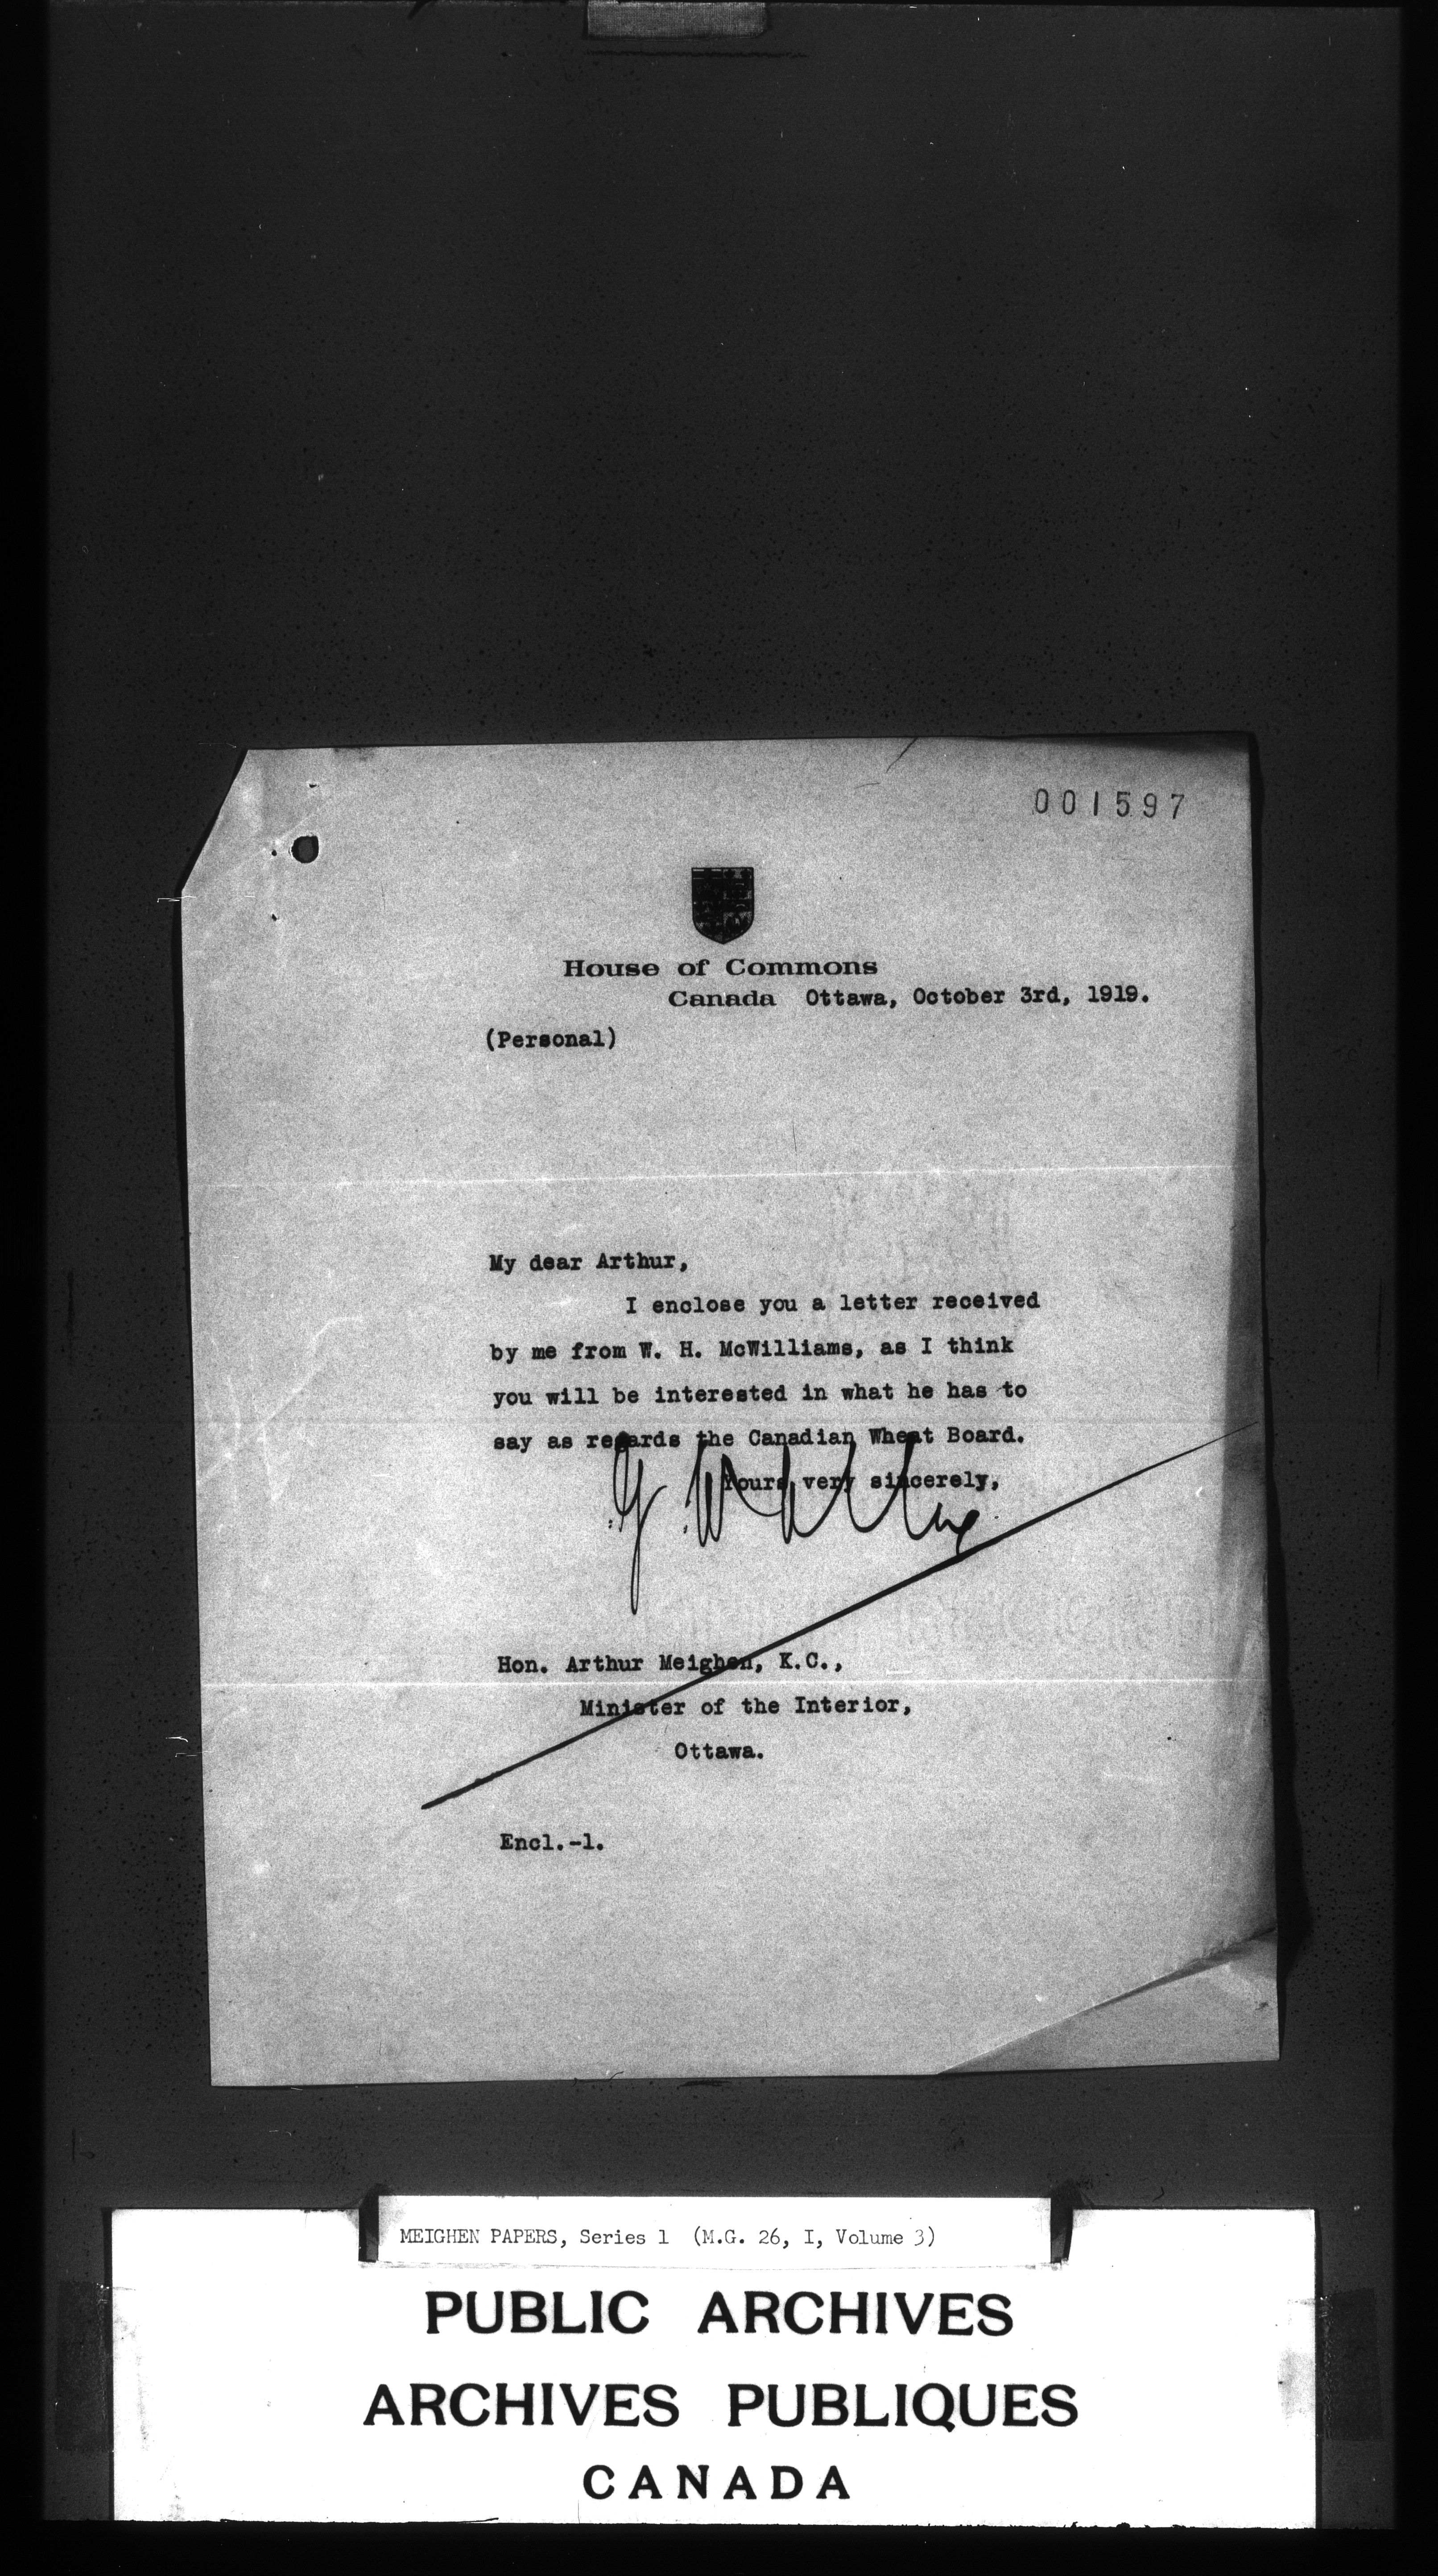 001597
House of Commons
Canada Ottawa, October 3rd, 1919.
(Personal)
My dear Arthur,
I enclose you a letter received
by me from W. H. McWilliams, as I think
you will be interested in what he has to
say as regards the Canadian Wheat Board.
Yours very sincerely,
Hon. Arthur Meighen, K.C.,
Minister of the Interior,
Ottawa.
Encl.-1.
MEIGHEN PAPERS, Series 1 (M.G. 26, I, Volume 3)
PUBLIC ARCHIVES
ARCHIVES PUBLIQUES
CANADA